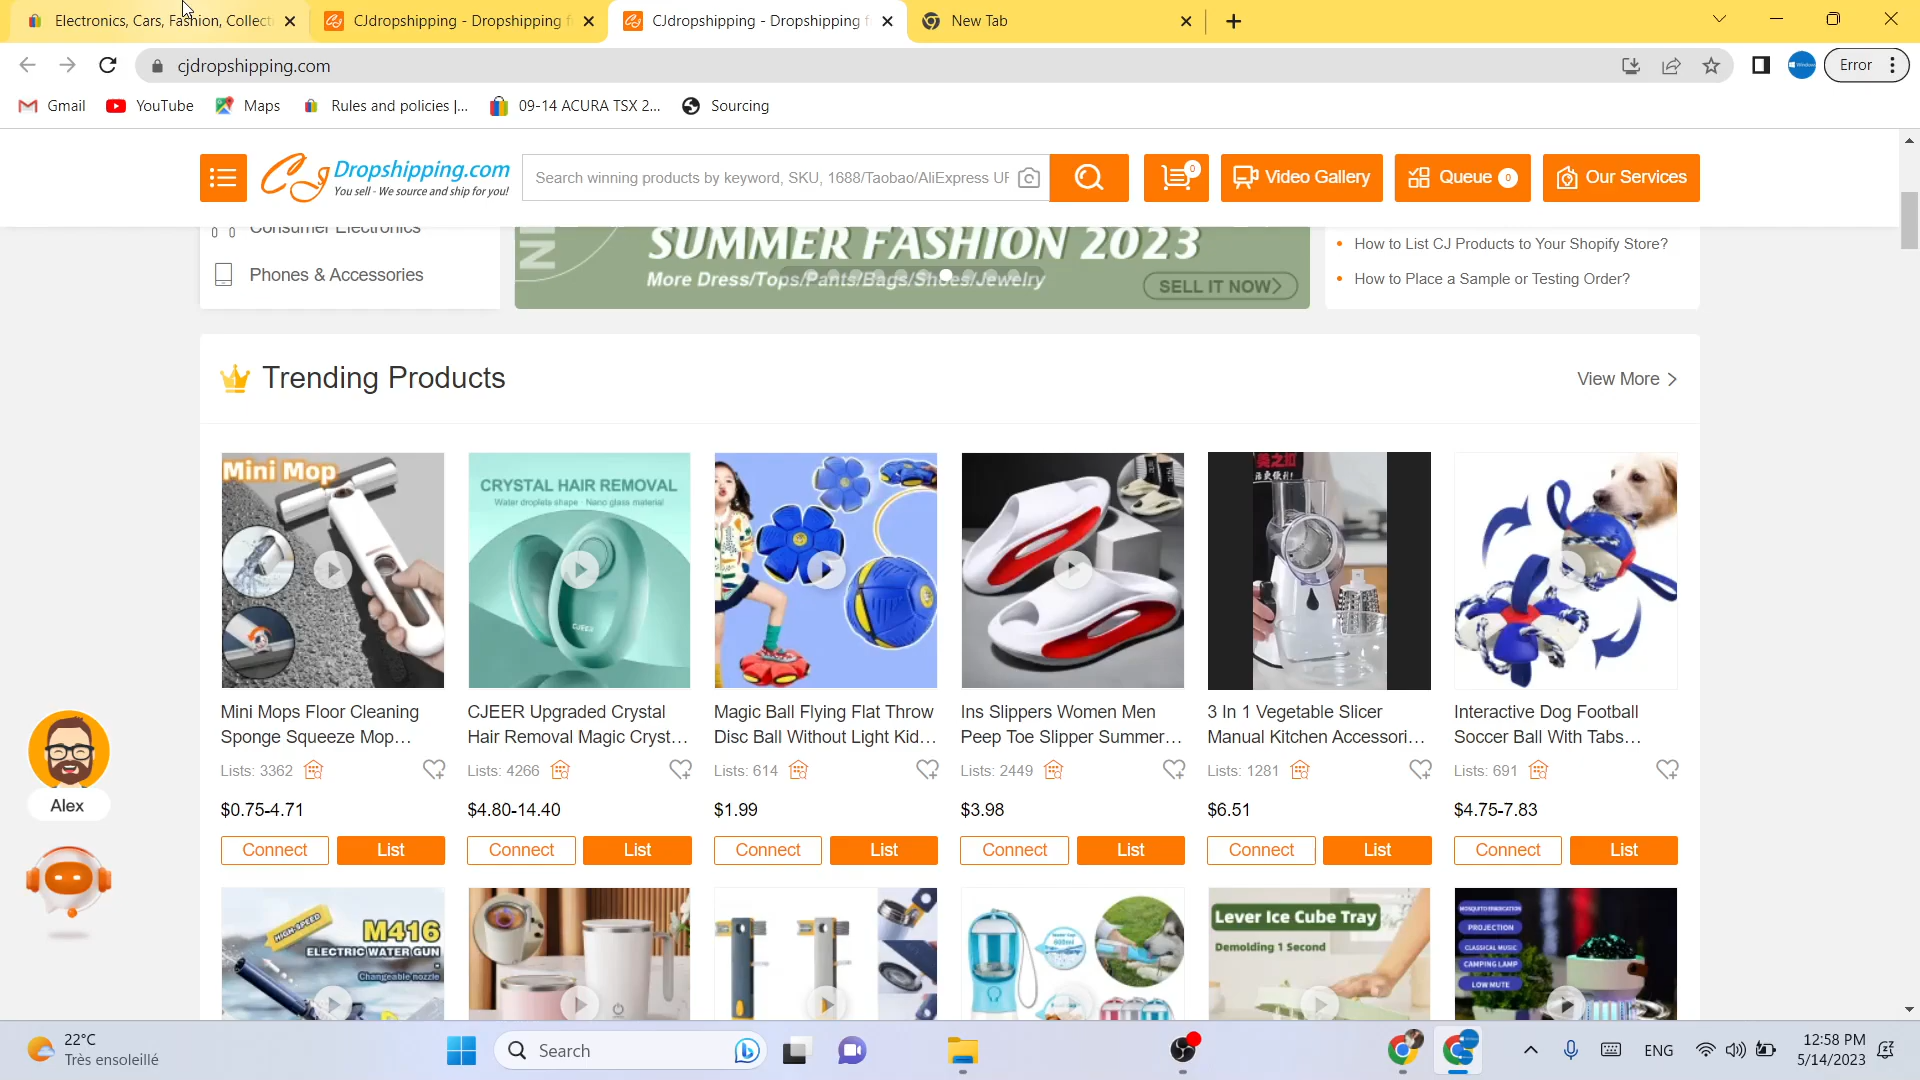 Electronics, Cars, Fashion, Collect
CJdropshipping - Dropshipping f
CJdropshipping - Dropshipping f
New Tab
cjdropshipping.com
Error
Gmail
YouTube
Maps
Rules and policies |...
09-14 ACURA TSX 2...
Sourcing
CJ Dropshipping.com
You sell - We source and ship for you!
Search winning products by keyword, SKU, 1688/Taobao/AliExpress UR
0
Video Gallery
Queue 0
Our Services
Consumer Electronics
Phones & Accessories
SUMMER FASHION 2023
More Dress/Tops/Pants/Bags/Shoes/Jewelry
SELL IT NOW>
How to List CJ Products to Your Shopify Store?
How to Place a Sample or Testing Order?
Trending Products
View More >
Mini Mop
CRYSTAL HAIR REMOVAL
Water droplets shape · Nano glass material
CJEER
Mini Mops Floor Cleaning
Sponge Squeeze Mop...
Lists: 3362
$0.75-4.71
Connect
List
CJEER Upgraded Crystal
Hair Removal Magic Cryst...
Lists: 4266
$4.80-14.40
Connect
List
Magic Ball Flying Flat Throw
Disc Ball Without Light Kid...
Lists: 614
$1.99
Connect
List
Ins Slippers Women Men
Peep Toe Slipper Summer...
Lists: 2449
$3.98
Connect
List
3 In 1 Vegetable Slicer
Manual Kitchen Accessori...
Lists: 1281
$6.51
Connect
List
Interactive Dog Football
Soccer Ball With Tabs...
Lists: 691
$4.75-7.83
Connect
List
Alex
HIGH-SPEED
M416
ELECTRIC WATER GUN
Changeable nozzle
Lever Ice Cube Tray
Demolding 1 Second
MOSQUITO ERADICATION
PROJECTION
CLASSICAL MUSIC
CAMPING LAMP
LOW MUTE
22°C
Très ensoleillé
Search
ENG
12:58 PM
5/14/2023